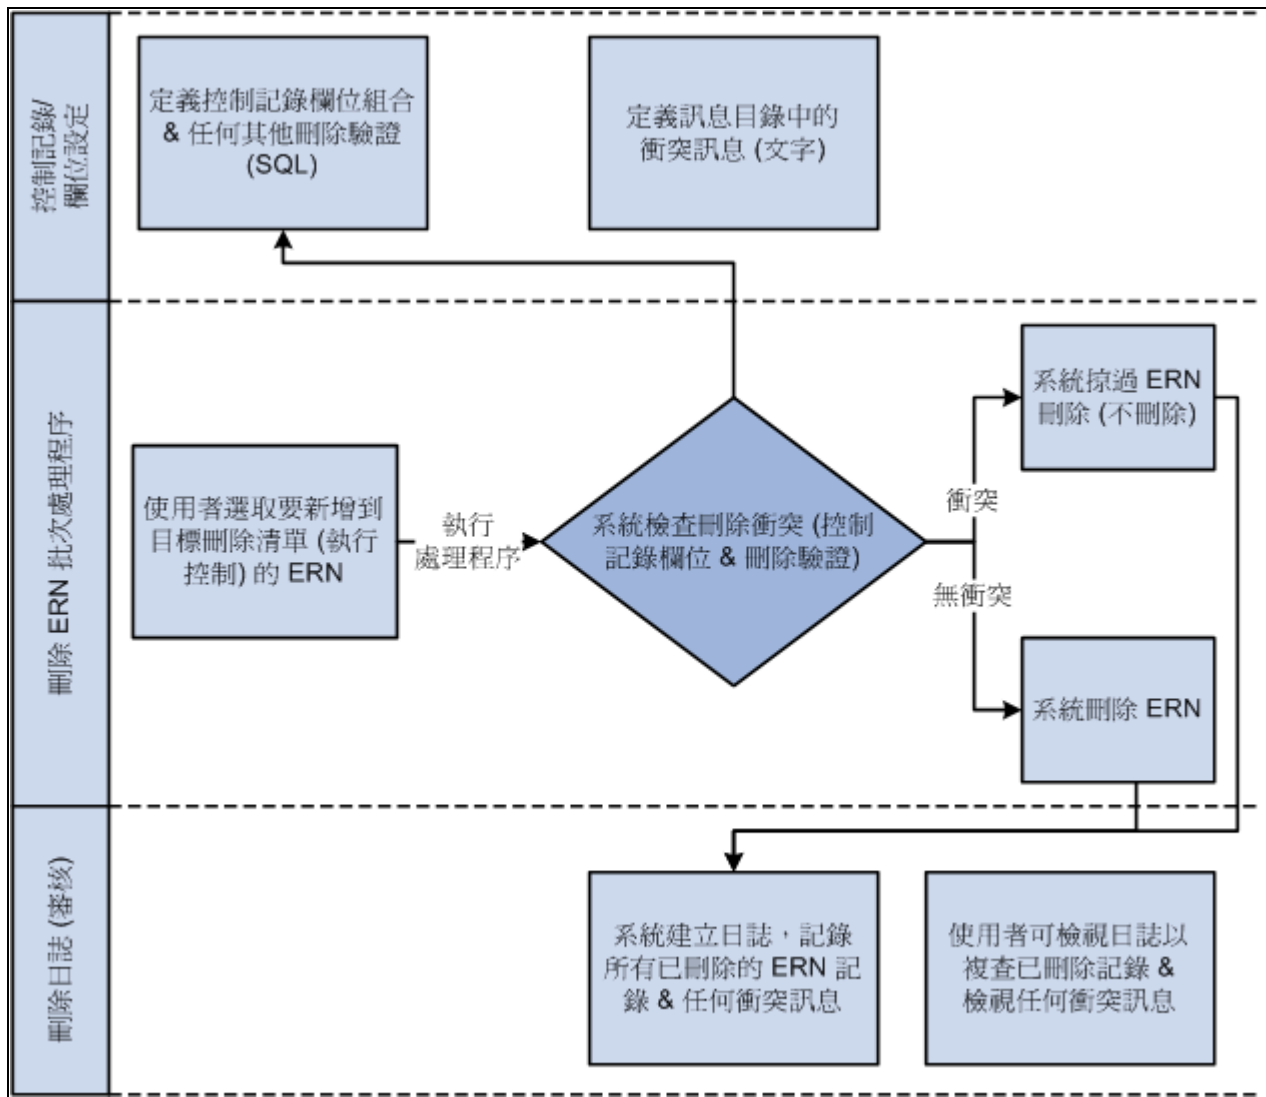 控制記錄/
欄位設定
定義控制記錄欄位組合
& 任何其他刪除驗證
(SQL)
定義訊息目錄中的
衝突訊息 (文字)
刪除 ERN 批次處理程序
使用者選取要新增到
目標刪除清單 (執行
控制) 的 ERN
執行
處理程序
系統檢查刪除衝突 (控制
記錄欄位 & 刪除驗證)
衝突
無衝突
系統掠過 ERN
刪除 (不刪除)
系統刪除 ERN
刪除日誌 (審核)
系統建立日誌，記錄
所有已刪除的 ERN 記
錄 & 任何衝突訊息
使用者可檢視日誌以
複查已刪除記錄 &
檢視任何衝突訊息